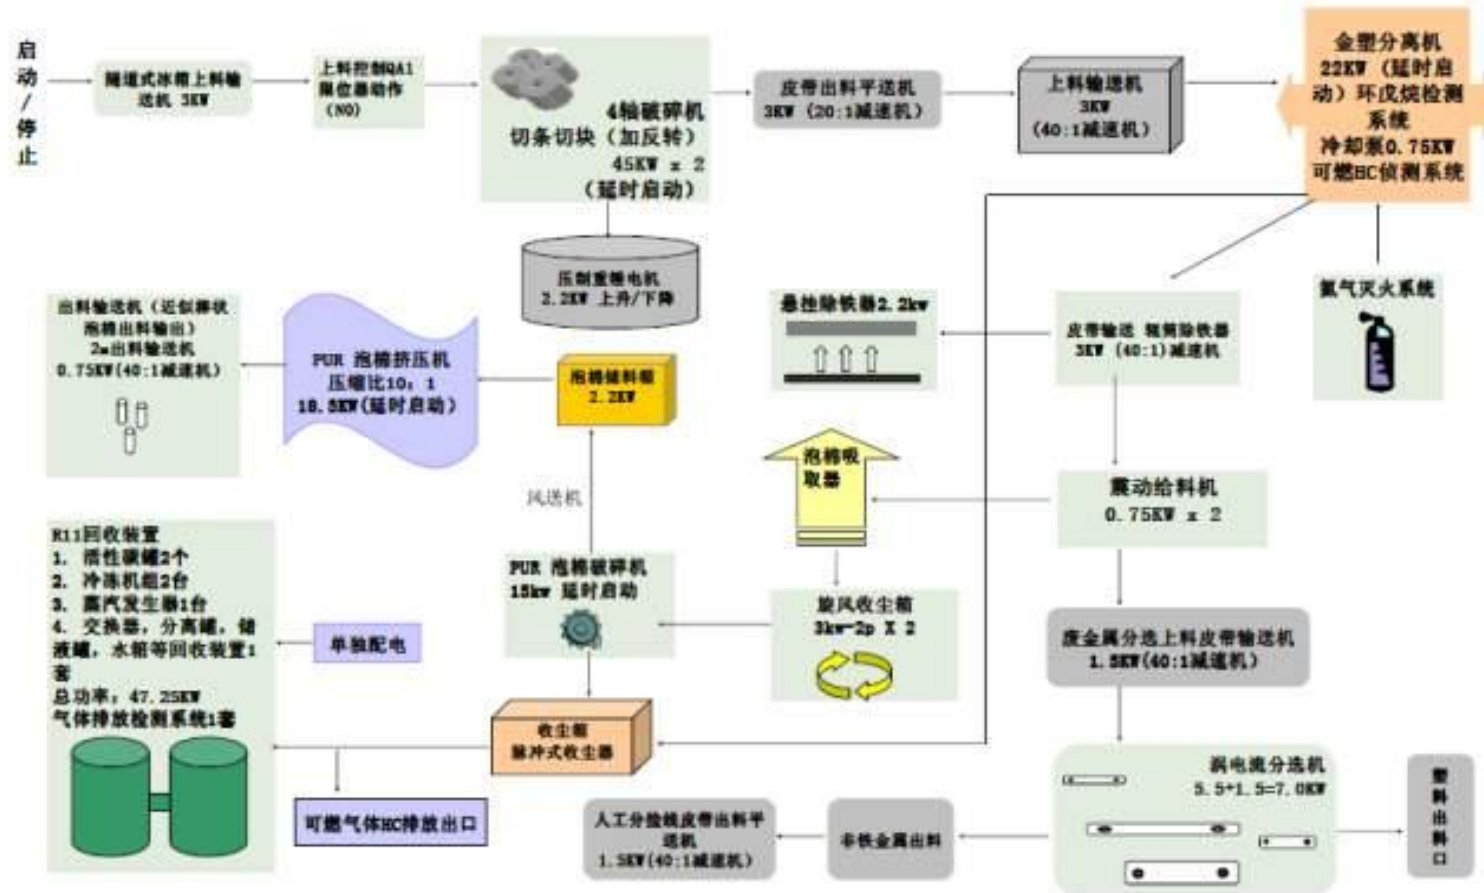 启
动
/
停
止
隧道式冰箱上料输
送机 3KW
上料控制QA1
限位器动作
（NO）
4轴破碎机
切条切块（加反转）
45KW x 2
（延时启动）
皮带出料平送机
3KW（20:1减速机）
上料输送机
3KW
(40:1减速机)
金塑分离机
22KW（延时启
动）环戊烷检测
系统
冷却泵0.75KW
可燃HC侦测系统
压制重锤电机
2.2KW 上升/下降
出料输送机（近似棒状
泡棉出料输出）
2m出料输送机
0.75KW(40:1减速机)
PUR 泡棉挤压机
压缩比10：1
18.5KW(延时启动)
泡棉储料箱
2.2KW
悬挂除铁器2.2kw
皮带输送 辊筒除铁器
3KW (40:1)减速机
氮气灭火系统
泡棉吸
取器
震动给料机
0.75KW x 2
风送机
R11回收装置
1. 活性碳罐2个
2. 冷冻机组2台
3. 蒸汽发生器1台
4. 交换器，分离罐，储
液罐，水箱等回收装置1
套
总功率：47.25KW
气体排放检测系统1套
单独配电
PUR 泡棉破碎机
15kw 延时启动
旋风收尘箱
3kw-2p X 2
废金属分选上料皮带输送机
1.5KW(40:1减速机)
收尘箱
脉冲式收尘器
可燃气体HC排放出口
人工分捡线皮带出料平
送机
1.5KW(40:1减速机)
非铁金属出料
涡电流分选机
5.5+1.5=7.0KW
塑
料
出
料
口